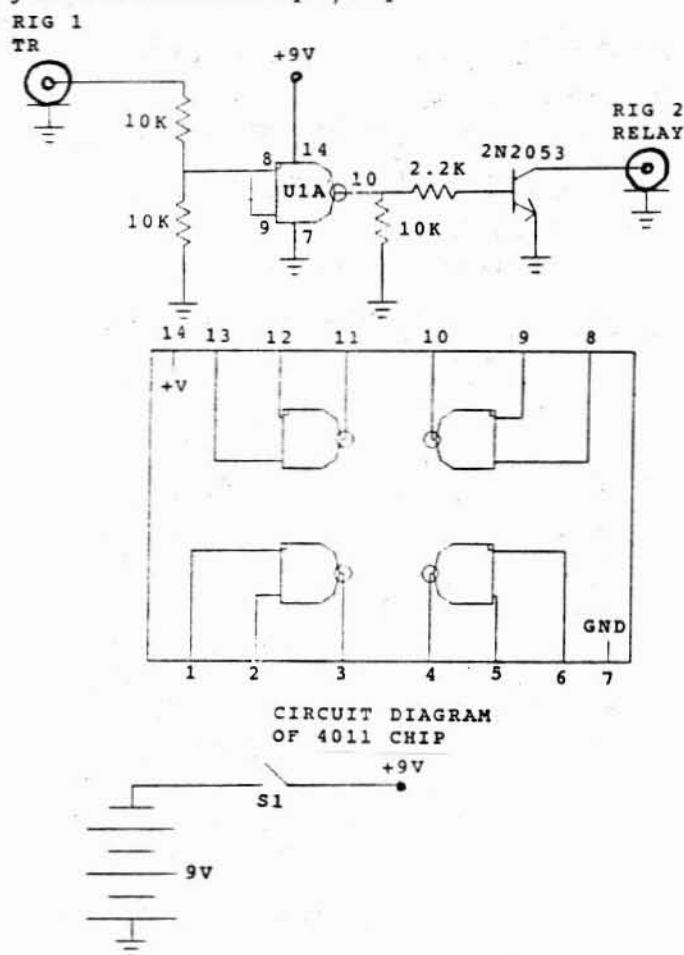 RIG 1
TR
+9V
RIG 2
RELAY
10K
8
14
U1A
10
2.2K
2N2053
9
7
10K
10K
14
13
12
11
10
9
8
+V
GND
1
2
3
4
5
6
7
CIRCUIT DIAGRAM
OF 4011 CHIP
+9V
S1
9V